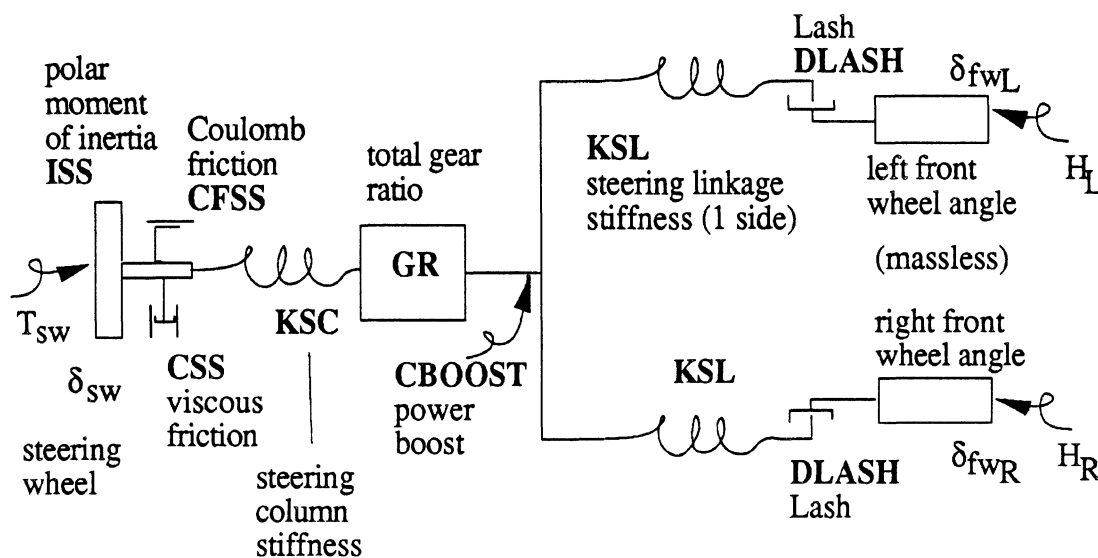 polar
moment
of inertia
ISS
Coulomb
friction
CFSS
total gear
ratio
Lash
DLASH
δfwL
KSL
steering linkage
stiffness (1 side)
left front
wheel angle
HL
(massless)
GR
Tsw
δsw
steering
wheel
CSS
viscous
friction
KSC
steering
column
stiffness
CBOOST
power
boost
KSL
right front
wheel angle
DLASH
Lash
δfwR
HR